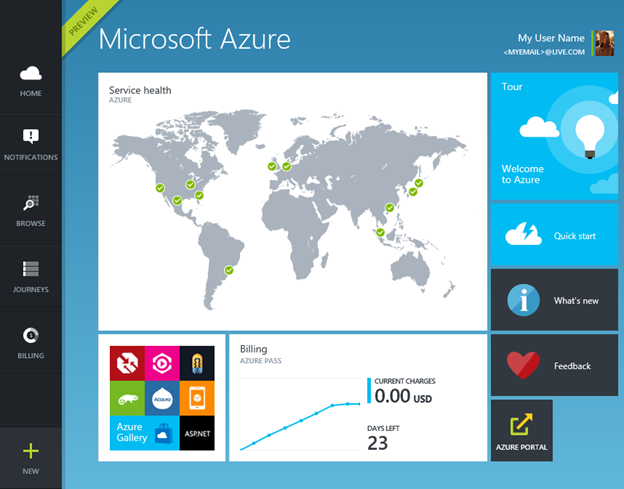 PREVIEW
Microsoft Azure
My User Name
<MYEMAIL>@LIVE.COM
HOME
NOTIFICATIONS
BROWSE
JOURNEYS
BILLING
NEW
Service health
AZURE
Tour
Welcome
to Azure
Quick start
What's new
Feedback
AZURE PORTAL
Acquia
Azure
Gallery
ASP.NET
Billing
AZURE PASS
CURRENT CHARGES
0.00 USD
DAYS LEFT
23